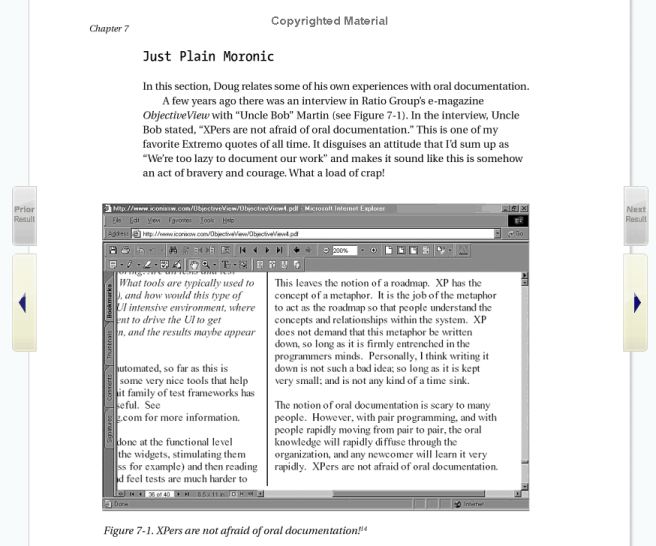 Copyrighted Material
Chapter 7
Just Plain Moronic
In this section, Doug relates some of his own experiences with oral documentation.
A few years ago there was an interview in Ratio Group's e-magazine
ObjectiveView with "Uncle Bob" Martin (see Figure 7-1). In the interview, Uncle
Bob stated, "XPers are not afraid of oral documentation." This is one of my
favorite Extremo quotes of all time. It disguises an attitude that I'd sum up as
"We're too lazy to document our work" and makes it sound like this is somehow
an act of bravery and courage. What a load of crap!
Prior
Result
Next
Result
http://www.iconixsw.com/ObjectiveView/ObjectiveView4.pdf - Microsoft Internet Explorer
File Edit View Favorites Tools Help
Address http://www.iconixsw.com/ObjectiveView/ObjectiveView4.pdf Go
200%
Bookmarks
Thumbnails
Comments
Signatures
What tools are typically used to
), and how would this type of
UI intensive environment, where
ent to drive the UI to get
n, and the results maybe appear
automated, so far as this is
some very nice tools that help
nit family of test frameworks has
seful. See
g.com for more information.
done at the functional level
the widgets, stimulating them
ss for example) and then reading
d feel tests are much harder to
This leaves the notion of a roadmap. XP has the
concept of a metaphor. It is the job of the metaphor
to act as the roadmap so that people understand the
concepts and relationships within the system. XP
does not demand that this metaphor be written
down, so long as it is firmly entrenched in the
programmers minds. Personally, I think writing it
down is not such a bad idea; so long as it is kept
very small; and is not any kind of a time sink.
The notion of oral documentation is scary to many
people. However, with pair programming, and with
people rapidly moving from pair to pair, the oral
knowledge will rapidly diffuse through the
organization, and any newcomer will learn it very
rapidly. XPers are not afraid of oral documentation.
36 of 40 8.5 x 11 in
Done Internet
Figure 7-1. XPers are not afraid of oral documentation!14